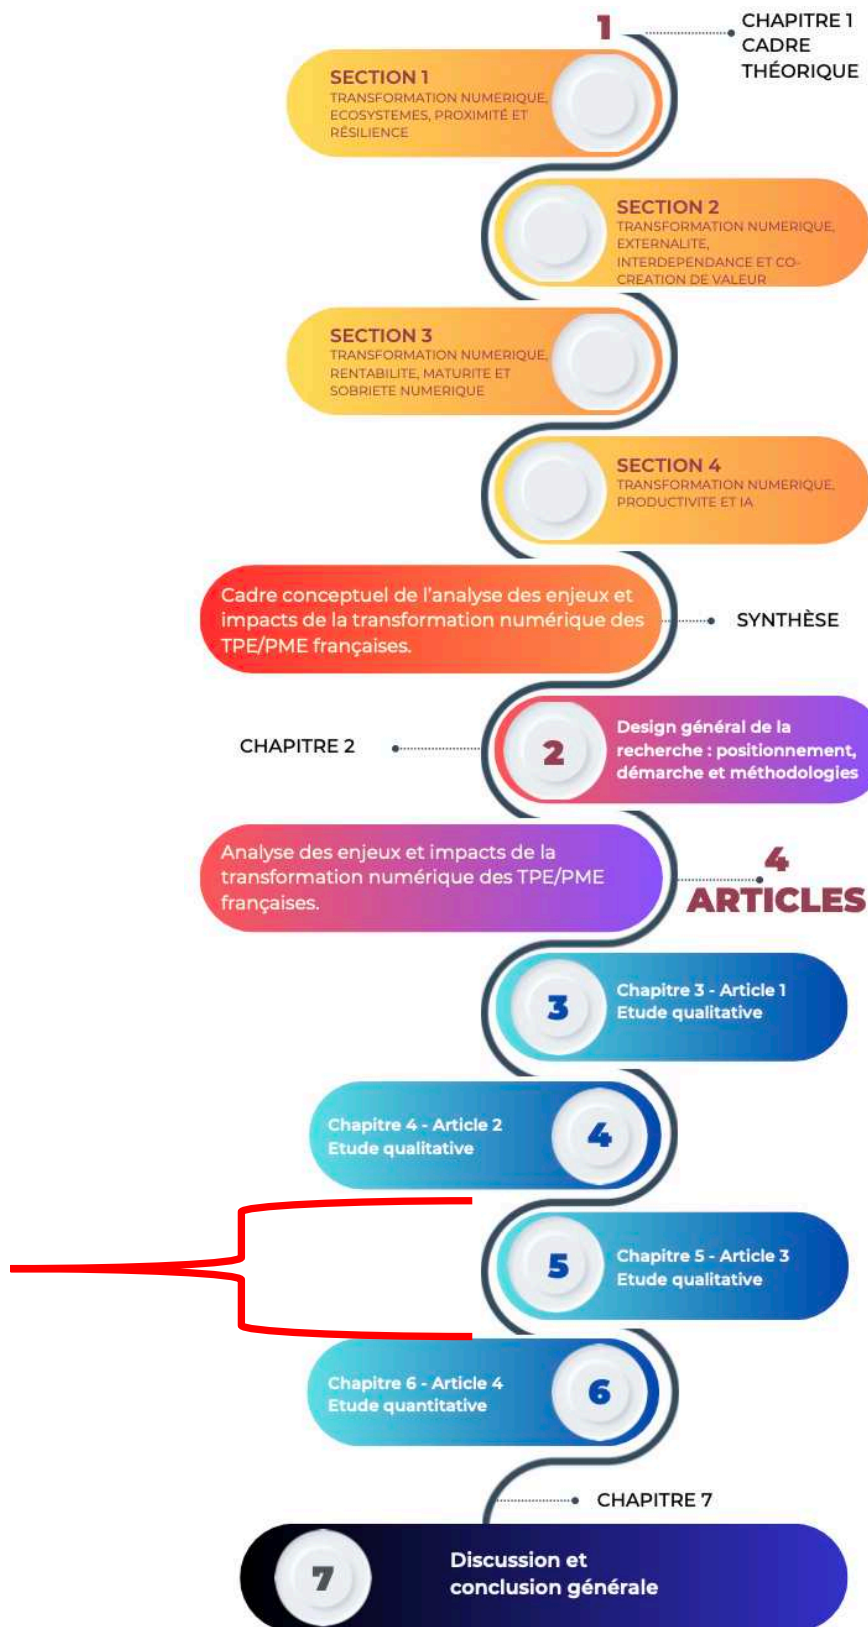 1
CHAPITRE 1
CADRE
THÉORIQUE
SECTION 1
TRANSFORMATION NUMERIQUE,
ECOSYSTEMES, PROXIMITÉ ET
RÉSILIENCE
SECTION 2
TRANSFORMATION NUMERIQUE,
EXTERNALITE,
INTERDEPENDANCE ET CO-
CREATION DE VALEUR
SECTION 3
TRANSFORMATION NUMERIQUE,
RENTABILITE, MATURITE ET
SOBRIETE NUMERIQUE
SECTION 4
TRANSFORMATION NUMERIQUE,
PRODUCTIVITE ET IA
Cadre conceptuel de l'analyse des enjeux et
impacts de la transformation numérique des
TPE/PME françaises.
SYNTHÈSE
CHAPITRE 2
2
Design général de la
recherche : positionnement,
démarche et méthodologies
Analyse des enjeux et impacts de la
transformation numérique des TPE/PME
françaises.
4
ARTICLES
3
Chapitre 3 - Article 1
Etude qualitative
Chapitre 4 - Article 2
Etude qualitative
4
5
Chapitre 5 - Article 3
Etude qualitative
Chapitre 6 - Article 4
Etude quantitative
6
CHAPITRE 7
7
Discussion et
conclusion générale